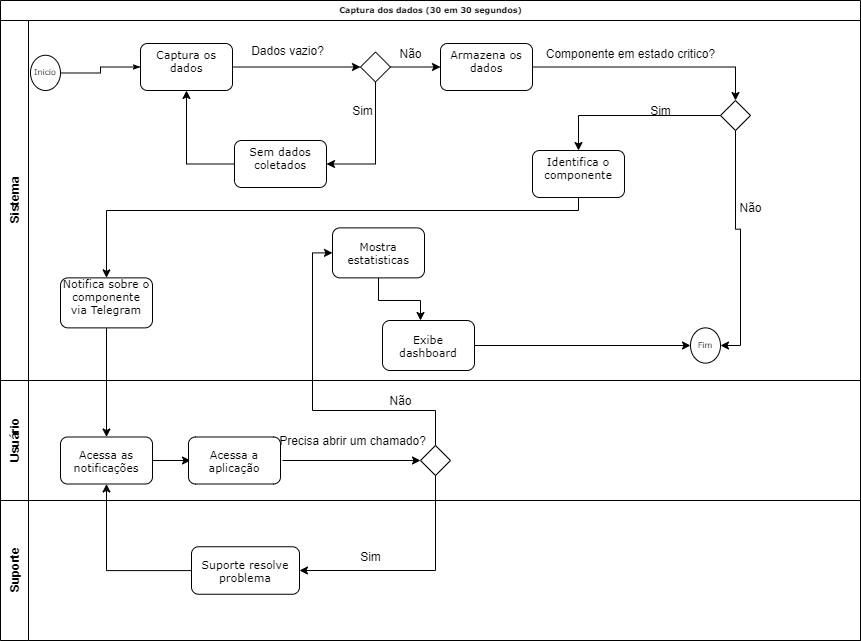 Captura dos dados (30 em 30 segundos)
Sistema
Inicio
Captura os
dados
Dados vazio?
Não
Armazena os
dados
Componente em estado critico?
Sim
Sem dados
coletados
Sim
Identifica o
componente
Não
Mostra
estatisticas
Notifica sobre o
componente
via Telegram
Exibe
dashboard
Fim
Usuário
Não
Acessa as
notificações
Acessa a
aplicação
Precisa abrir um chamado?
Suporte
Suporte resolve
problema
Sim